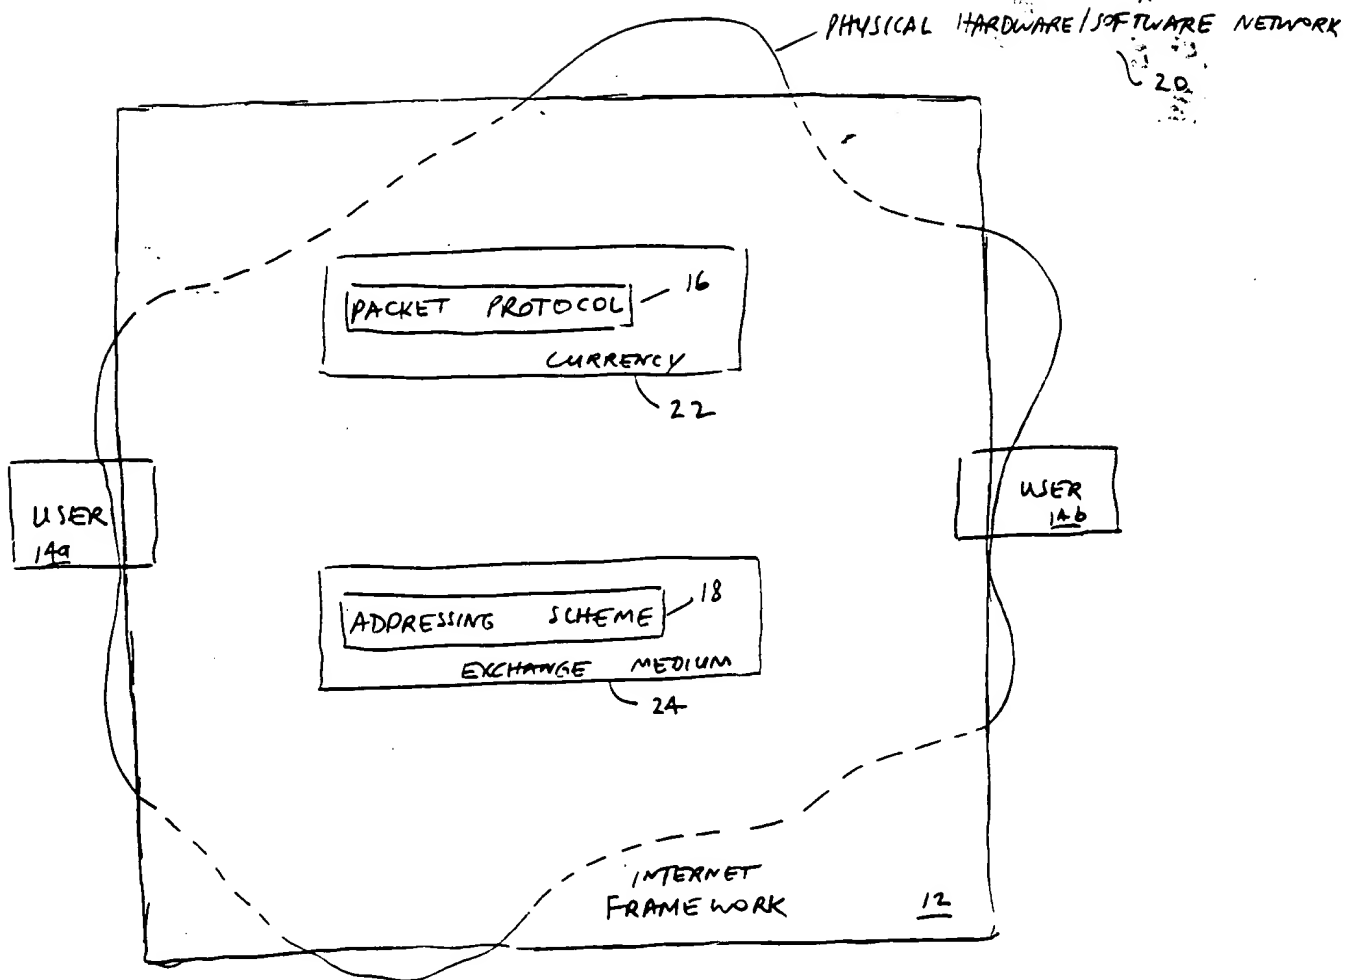 PHYSICAL HARDWARE/SOFTWARE NETWORK
20
PACKET PROTOCOL
16
CURRENCY
22
USER
14a
USER
14b
ADDRESSING SCHEME
18
EXCHANGE MEDIUM
24
INTERNET
FRAMEWORK
12